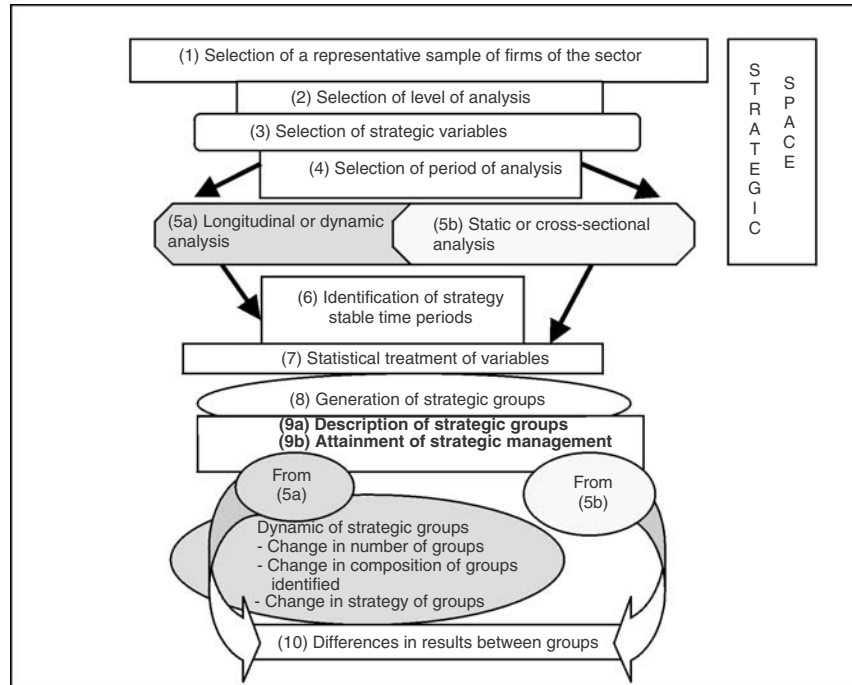 (1) Selection of a representative sample of firms of the sector
(2) Selection of level of analysis
(3) Selection of strategic variables
(4) Selection of period of analysis
(5a) Longitudinal or dynamic
analysis
(5b) Static or cross-sectional
analysis
(6) Identification of strategy
stable time periods
(7) Statistical treatment of variables
(8) Generation of strategic groups
(9a) Description of strategic groups
(9b) Attainment of strategic management
From
(5a)
From
(5b)
Dynamic of strategic groups
- Change in number of groups
- Change in composition of groups
identified
- Change in strategy of groups
(10) Differences in results between groups
STRATEGIC
SPACE